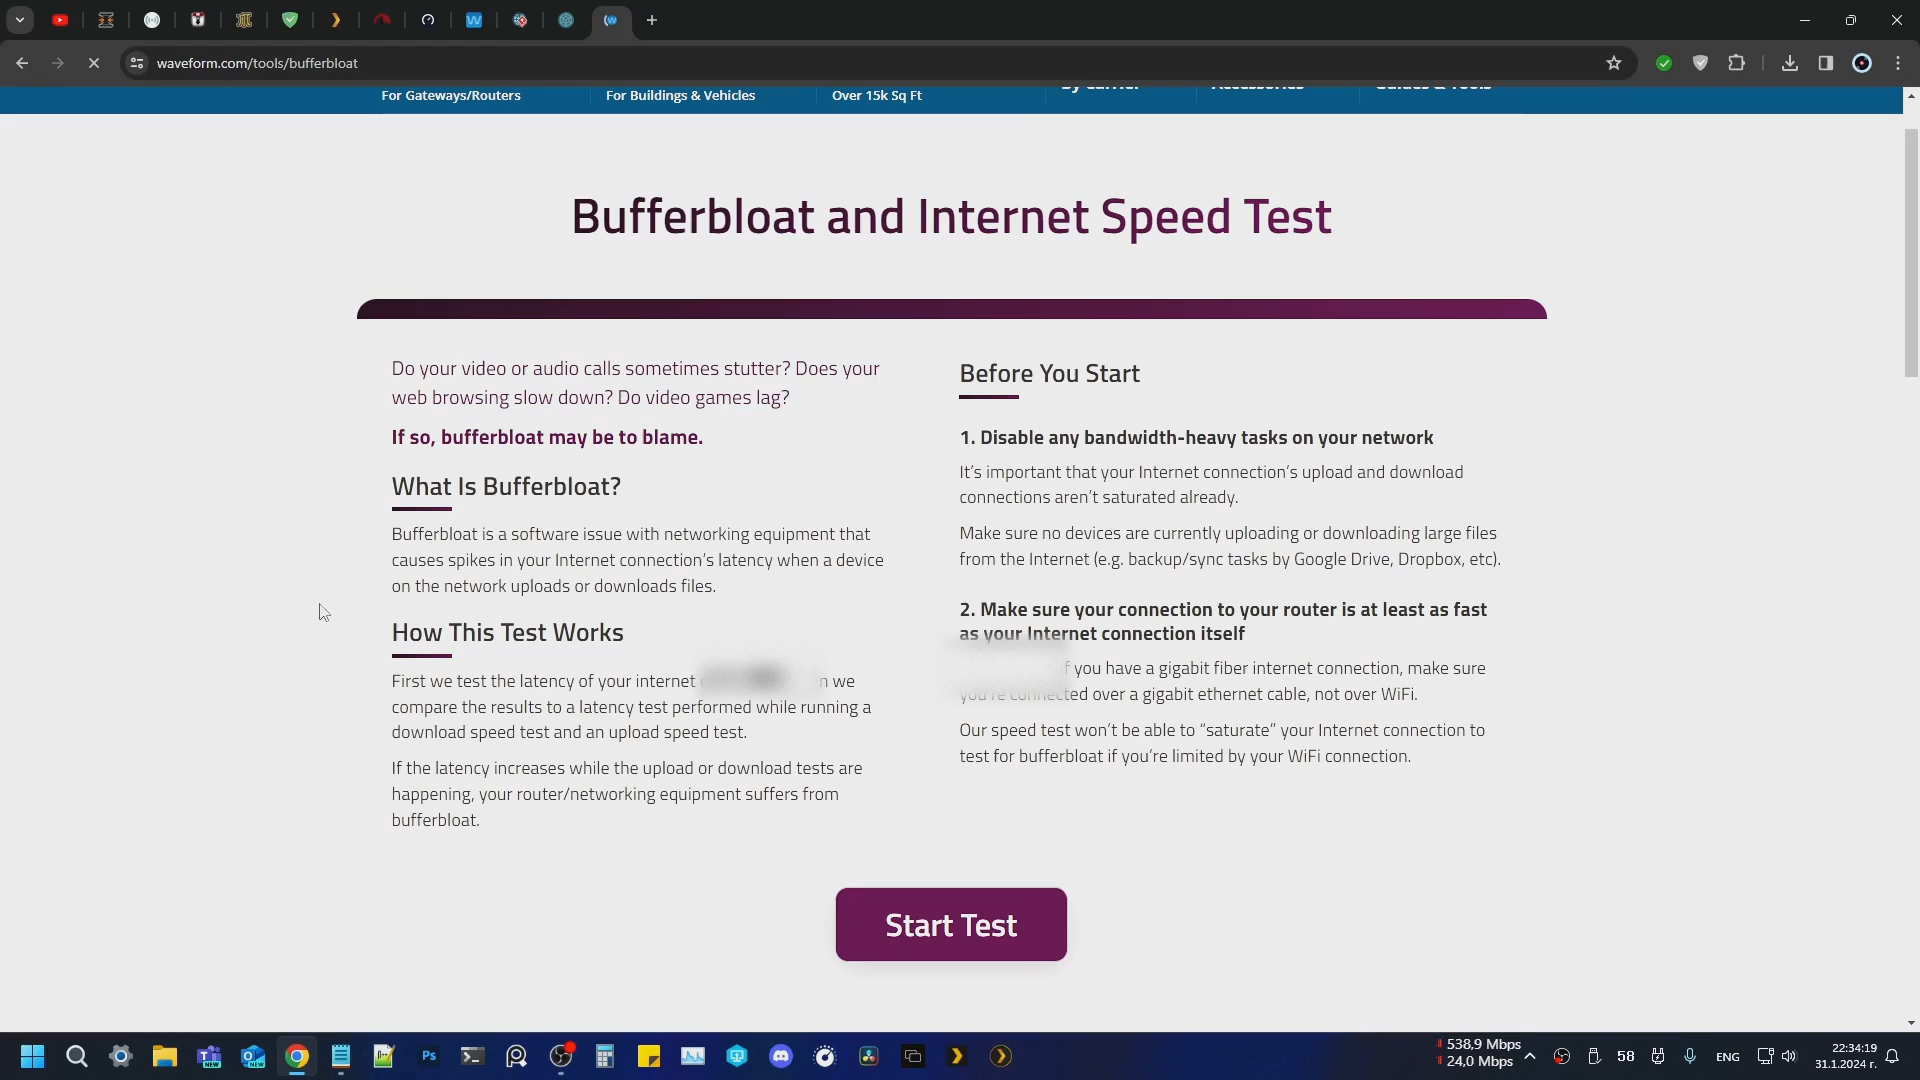 waveform.com/tools/bufferbloat
For Gateways/Routers
For Buildings & Vehicles
Over 15k Sq Ft
Bufferbloat and Internet Speed Test
Do your video or audio calls sometimes stutter? Does your
web browsing slow down? Do video games lag?
If so, bufferbloat may be to blame.
What Is Bufferbloat?
Bufferbloat is a software issue with networking equipment that
causes spikes in your Internet connection's latency when a device
on the network uploads or downloads files.
How This Test Works
First we test the latency of your internet
we
compare the results to a latency test performed while running a
download speed test and an upload speed test.
If the latency increases while the upload or download tests are
happening, your router/networking equipment suffers from
bufferbloat.
Before You Start
1. Disable any bandwidth-heavy tasks on your network
It's important that your Internet connection's upload and download
connections aren't saturated already.
Make sure no devices are currently uploading or downloading large files
from the Internet (e.g. backup/sync tasks by Google Drive, Dropbox, etc).
2. Make sure your connection to your router is at least as fast
as your Internet connection itself
you have a gigabit fiber internet connection, make sure
you're connected over a gigabit ethernet cable, not over WiFi.
Our speed test won't be able to “saturate” your Internet connection to
test for bufferbloat if you're limited by your WiFi connection.
Start Test
538,9 Mbps
24,0 Mbps
58
ENG
22:34:19
31.1.2024 г.